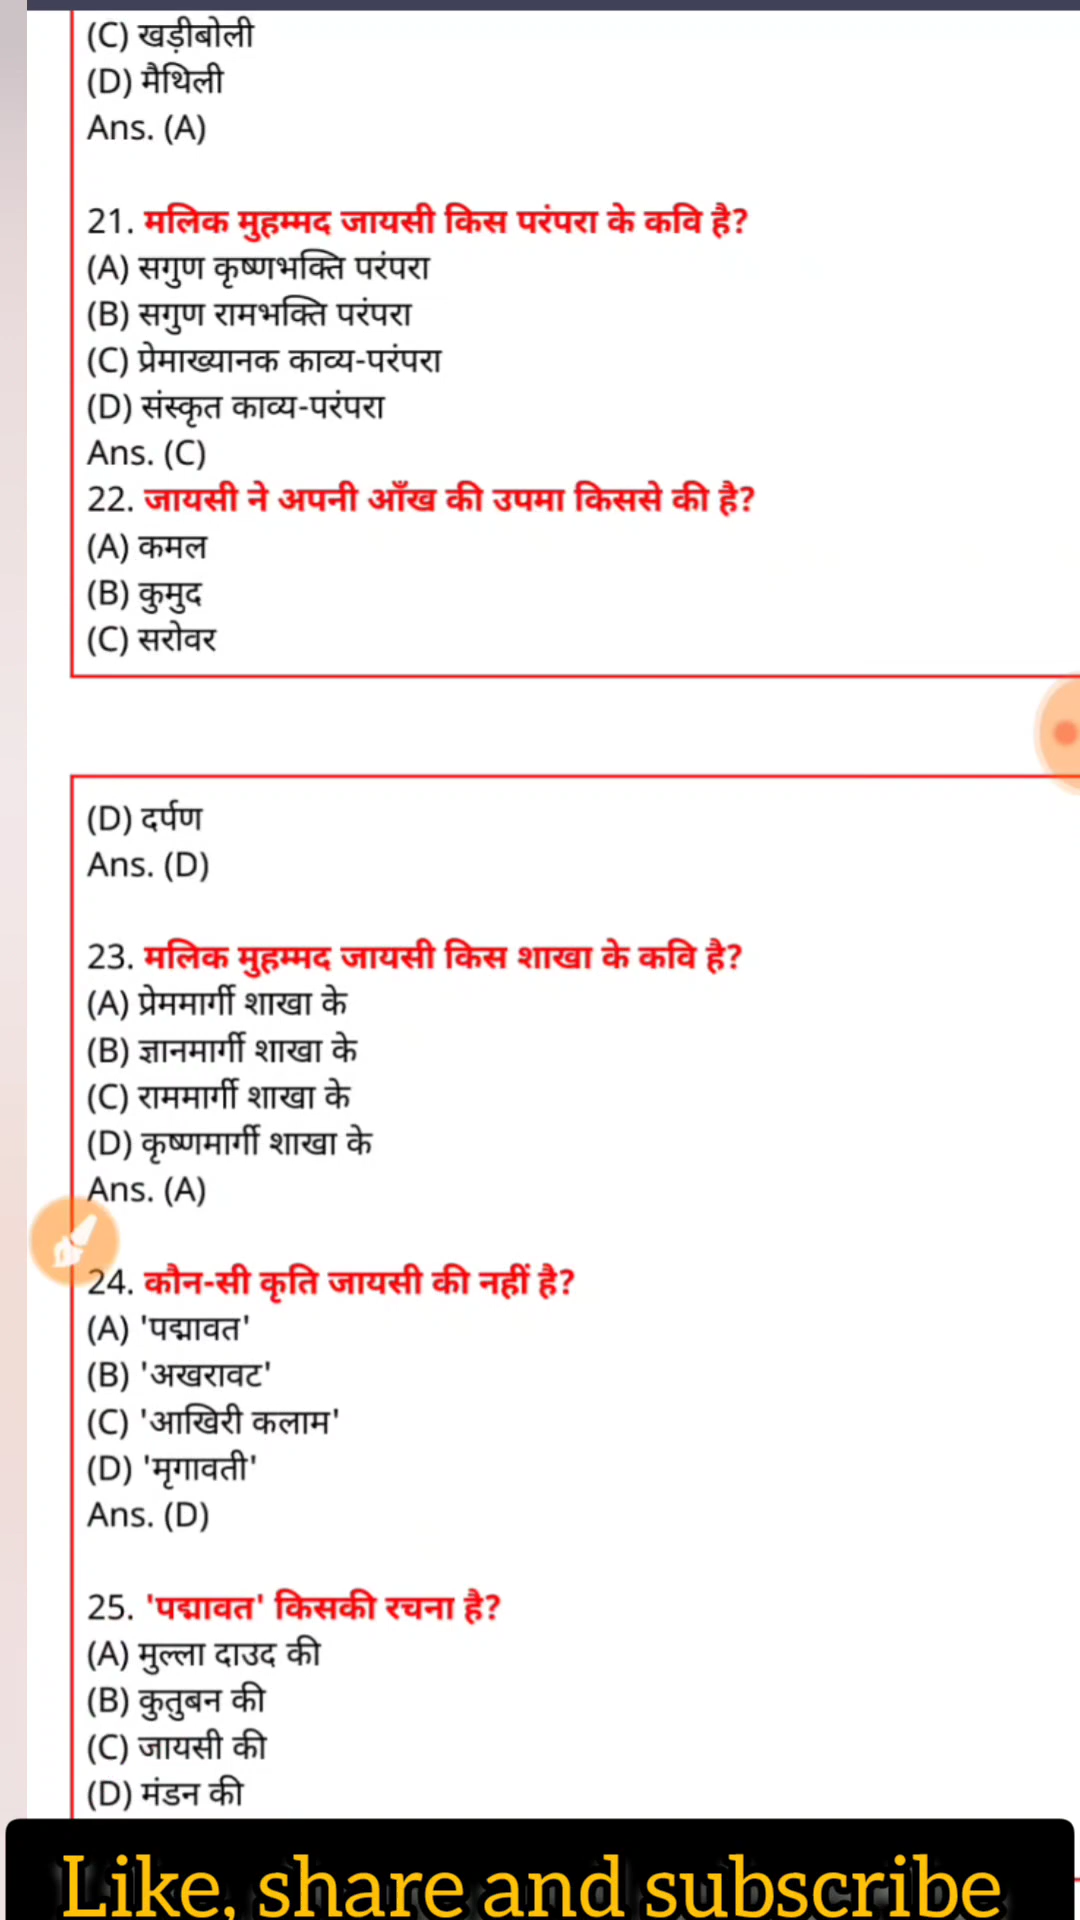 (C) खड़ीबोली
(D) मैथिली
Ans. (A)
21. मलिक मुहम्मद जायसी किस परंपरा के कवि है?
(A) सगुण कृष्णभक्ति परंपरा
(B) सगुण रामभक्ति परंपरा
(C) प्रेमाख्यानक काव्य-परंपरा
(D) संस्कृत काव्य-परंपरा
Ans. (C)
22. जायसी ने अपनी आँख की उपमा किससे की है?
(A) कमल
(B) कुमुद
(C) सरोवर
(D) दर्पण
Ans. (D)
23. मलिक मुहम्मद जायसी किस शाखा के कवि है?
(A) प्रेममार्गी शाखा के
(B) ज्ञानमार्गी शाखा के
(C) राममार्गी शाखा के
(D) कृष्णमार्गी शाखा के
Ans. (A)
24. कौन-सी कृति जायसी की नहीं है?
(A) 'पद्मावत'
(B) 'अखरावट'
(C) 'आखिरी कलाम'
(D) 'मृगावती'
Ans. (D)
25. 'पद्मावत' किसकी रचना है?
(A) मुल्ला दाउद की
(B) कुतुबन की
(C) जायसी की
(D) मंडन की
Like, share and subscribe